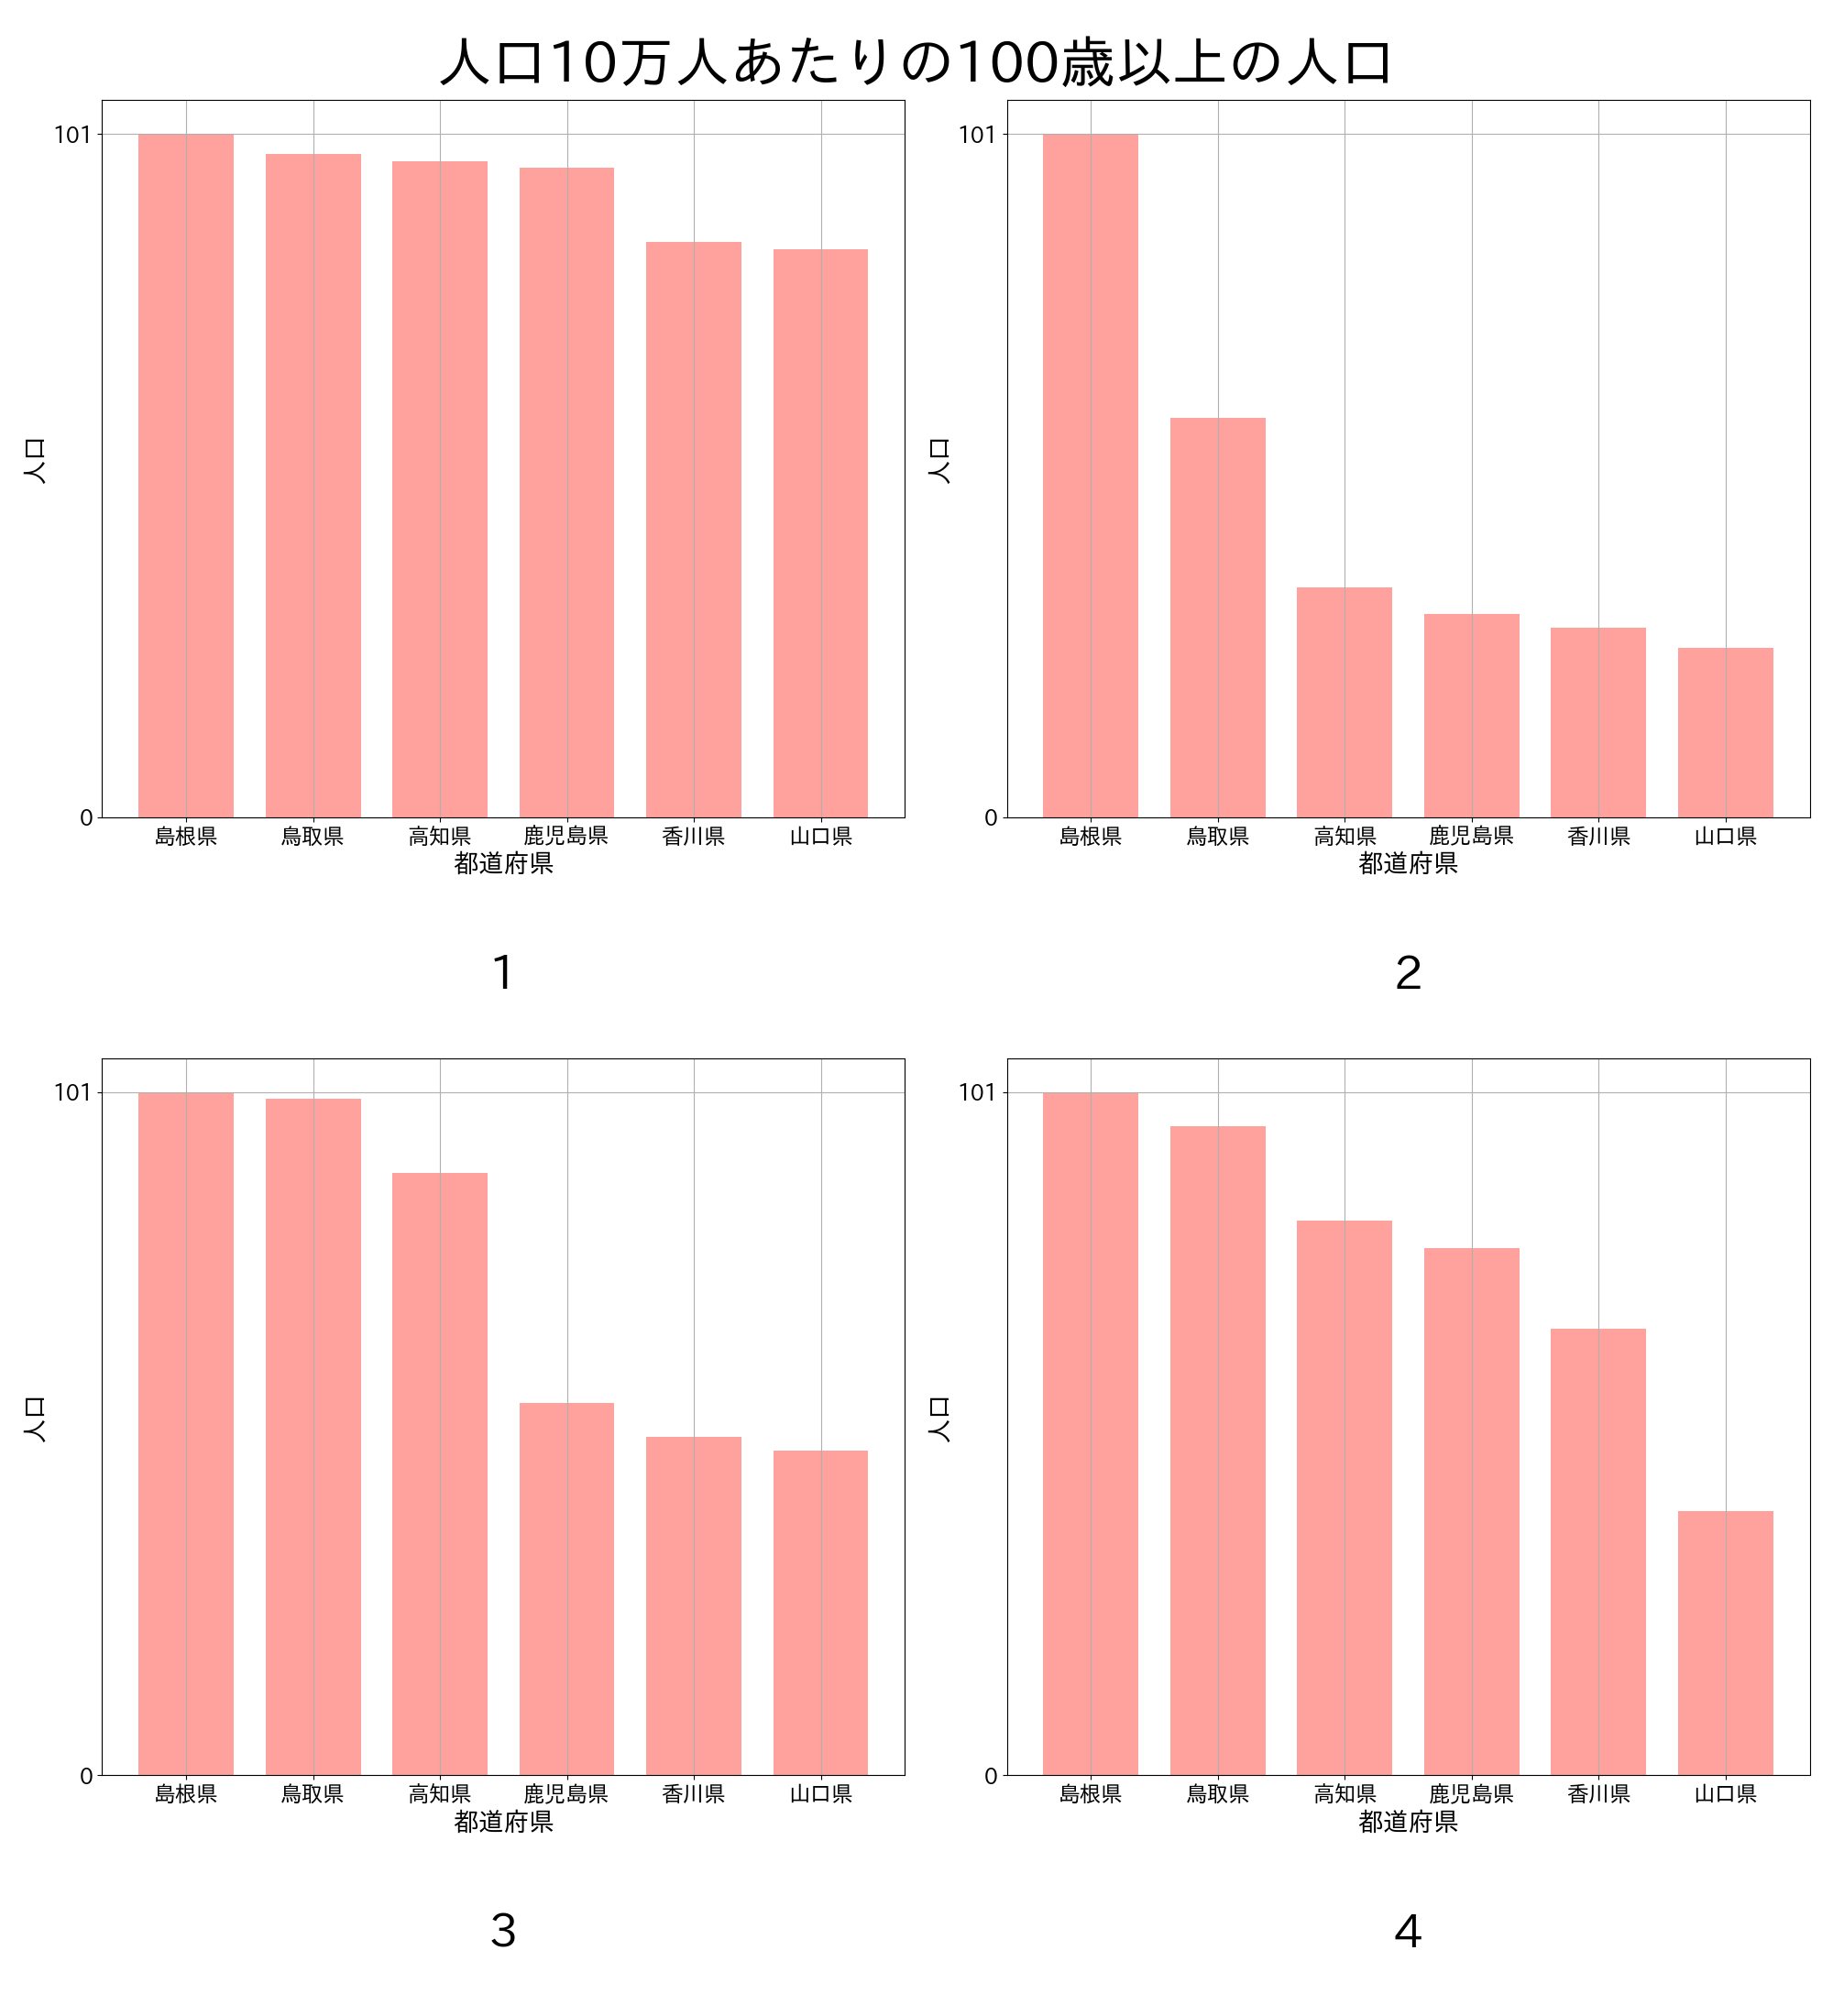 人口10万人あたりの100歳以上の人口
101
人口
0
島根県 鳥取県 高知県 鹿児島県 香川県 山口県
都道府県
1
101
人口
0
島根県 鳥取県 高知県 鹿児島県 香川県 山口県
都道府県
2
101
人口
0
島根県 鳥取県 高知県 鹿児島県 香川県 山口県
都道府県
3
101
人口
0
島根県 鳥取県 高知県 鹿児島県 香川県 山口県
都道府県
4